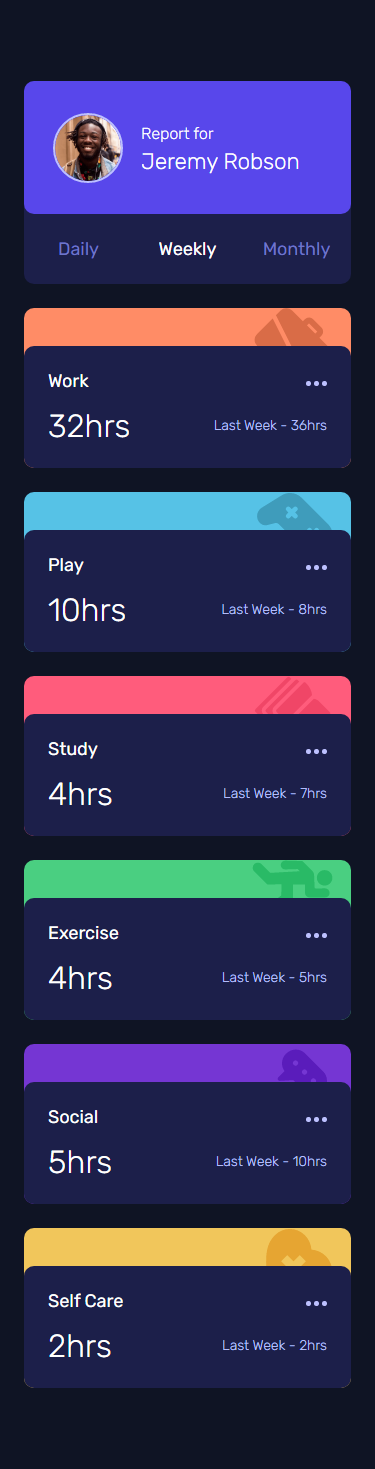 Report for
Jeremy Robson
Daily Weekly Monthly
Work
32hrs Last Week - 36hrs
Play
10hrs Last Week - 8hrs
Study
4hrs Last Week - 7hrs
Exercise
4hrs Last Week - 5hrs
Social
5hrs Last Week - 10hrs
Self Care
2hrs Last Week - 2hrs